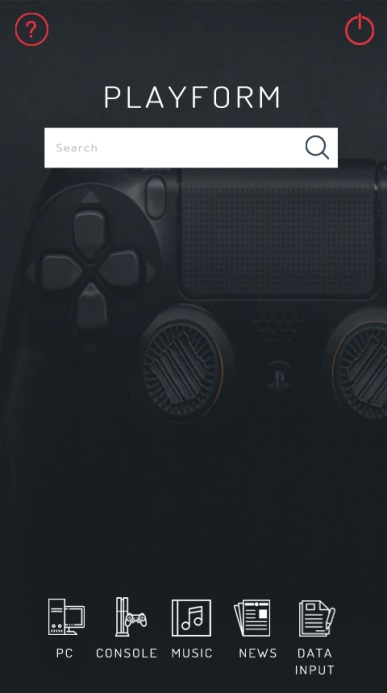 ?
PLAYFORM
Search
PC CONSOLE MUSIC NEWS DATA
INPUT